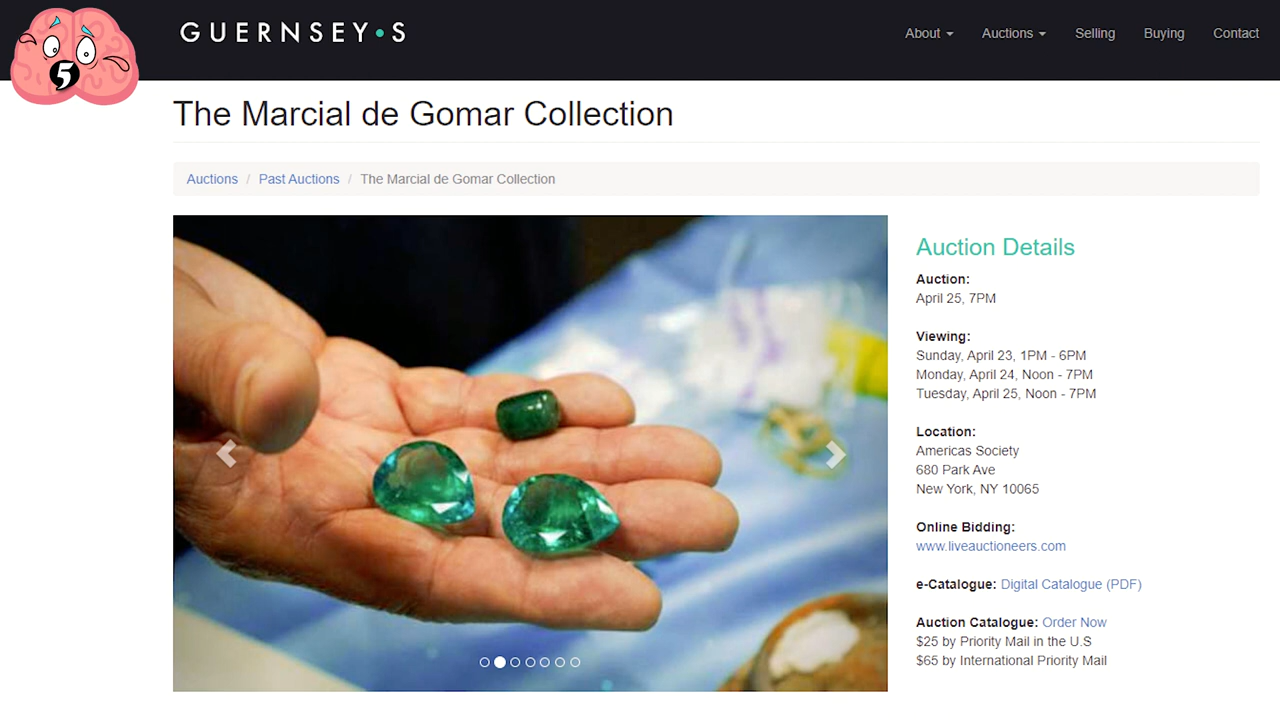 5
GUERNSEY•S
About
Auctions
Selling
Buying
Contact
The Marcial de Gomar Collection
Auctions / Past Auctions / The Marcial de Gomar Collection
Auction Details
Auction:
April 25, 7PM
Viewing:
Sunday, April 23, 1PM - 6PM
Monday, April 24, Noon - 7PM
Tuesday, April 25, Noon - 7PM
Location:
Americas Society
680 Park Ave
New York, NY 10065
Online Bidding:
www.liveauctioneers.com
e-Catalogue: Digital Catalogue (PDF)
Auction Catalogue: Order Now
$25 by Priority Mail in the U.S
$65 by International Priority Mail